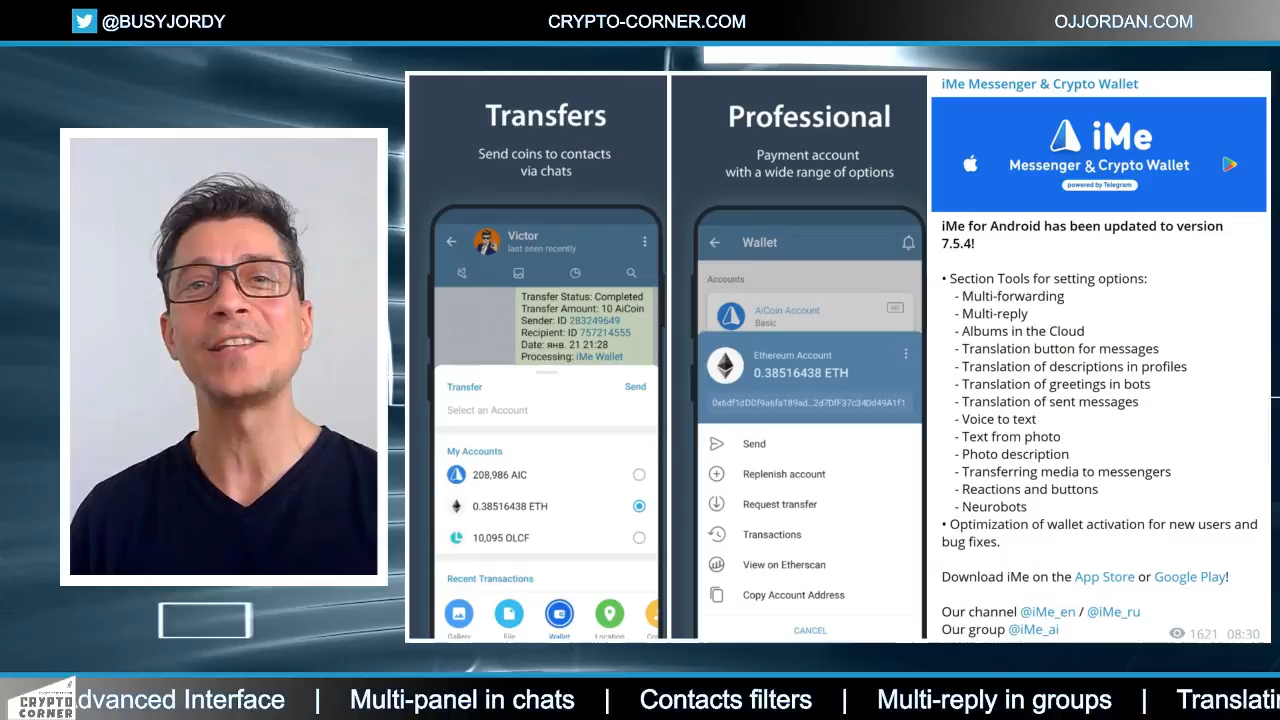 @BUSYJORDY
CRYPTO-CORNER.COM
OJJORDAN.COM
Transfers
Send coins to contacts
via chats
Victor
last seen recently
Transfer Status: Completed
Transfer Amount: 10 AiCoin
Sender: ID 283249649
Recipient: ID 757214555
Date: янв. 21 21:28
Processing: iMe Wallet
Transfer
Send
Select an Account
My Accounts
208,986 AIC
0.38516438 ETH
10,095 OLCF
Recent Transactions
Gallery
File
Wallet
Location
Professional
Payment account
with a wide range of options
Wallet
Accounts
AiCoin Account
Basic
AIC
Ethereum Account
0.38516438 ETH
Send
Replenish account
Request transfer
Transactions
View on Etherscan
Copy Account Address
CANCEL
iMe Messenger & Crypto Wallet
iMe
Messenger & Crypto Wallet
powered by Telegram
iMe for Android has been updated to version
7.5.4!
• Section Tools for setting options:
- Multi-forwarding
- Multi-reply
- Albums in the Cloud
- Translation button for messages
- Translation of descriptions in profiles
- Translation of greetings in bots
- Translation of sent messages
- Voice to text
- Text from photo
- Photo description
- Transferring media to messengers
- Reactions and buttons
- Neurobots
• Optimization of wallet activation for new users and
bug fixes.
Download iMe on the App Store or Google Play!
Our channel @iMe_en / @iMe_ru
Our group @iMe_ai
1621 08:30
CRYPTO
CORNER
dvanced Interface | Multi-panel in chats | Contacts filters | Multi-reply in groups | Translati